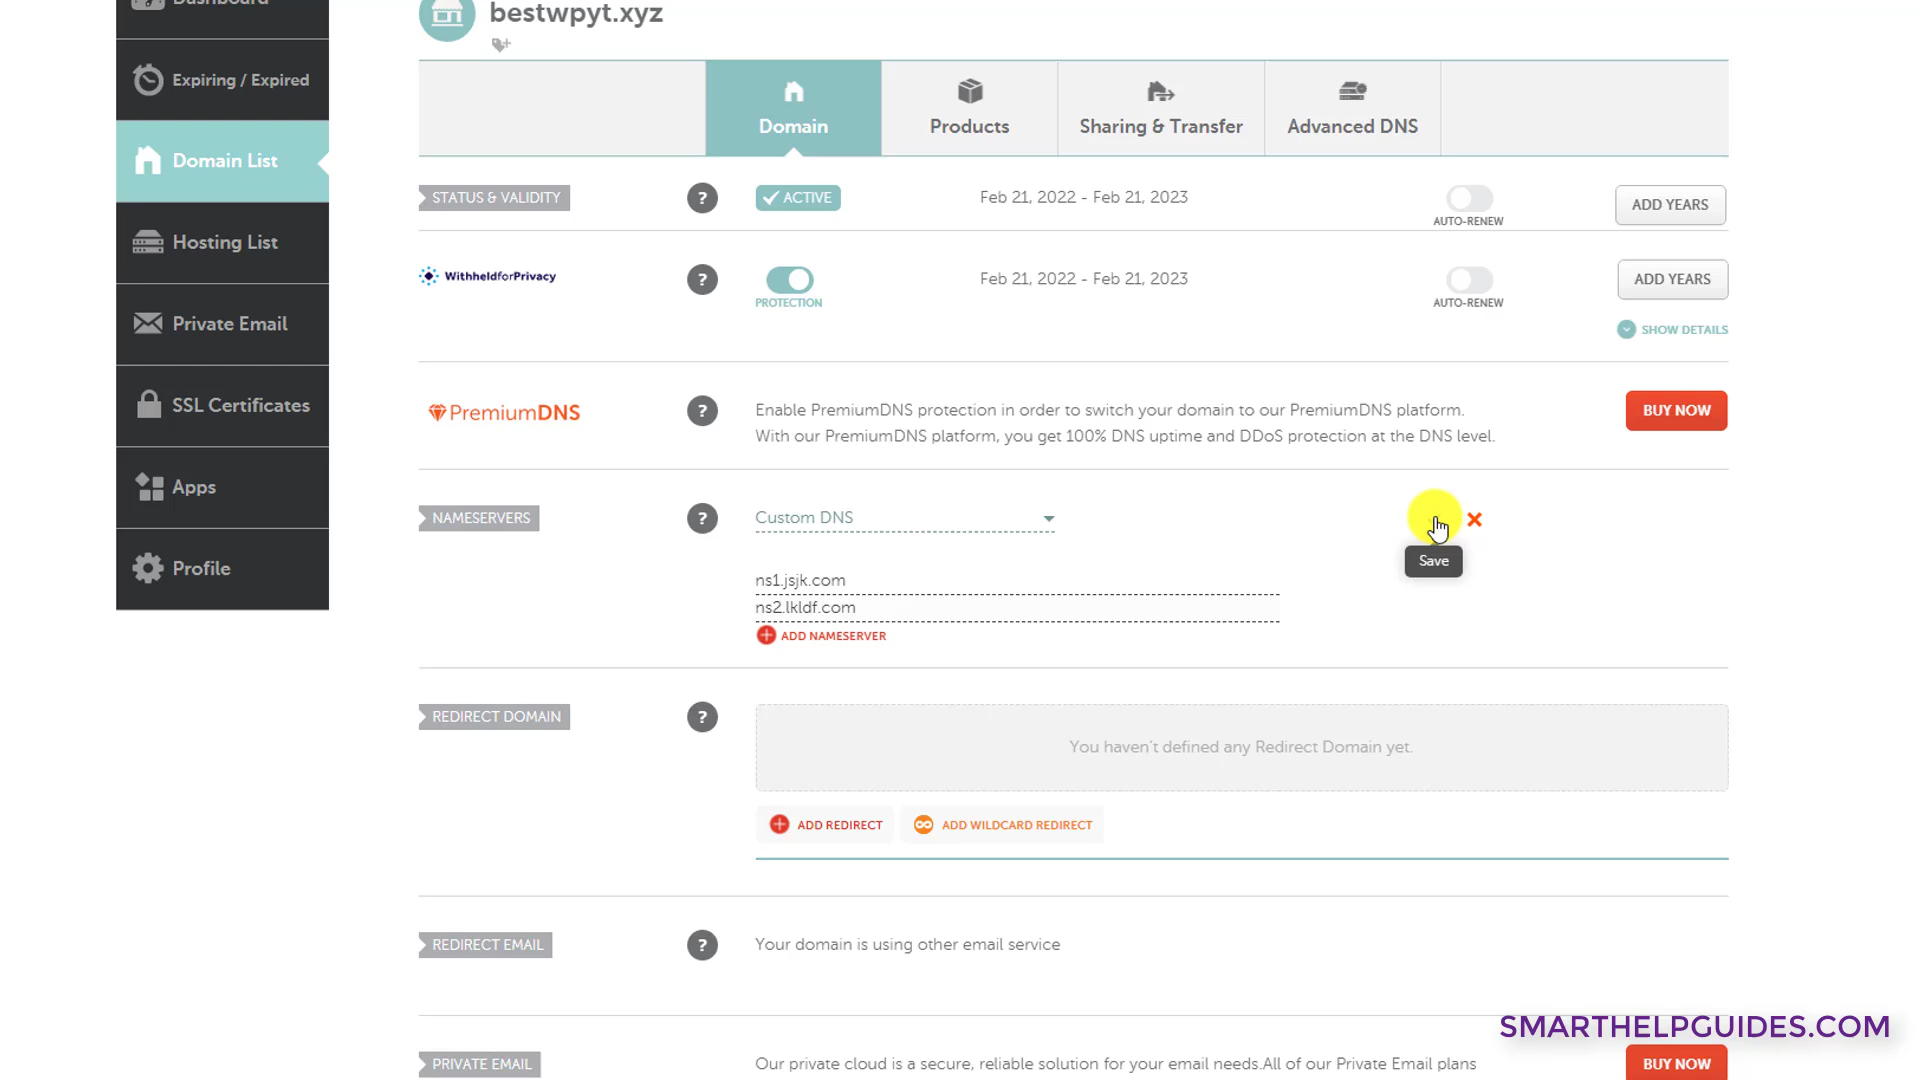 Dashboard
bestwpyt.xyz
Expiring / Expired
Domain List
Hosting List
Private Email
SSL Certificates
Apps
Profile
Domain
Products
Sharing & Transfer
Advanced DNS
STATUS & VALIDITY
?
ACTIVE
Feb 21, 2022 - Feb 21, 2023
AUTO-RENEW
ADD YEARS
WithheldforPrivacy
?
PROTECTION
Feb 21, 2022 - Feb 21, 2023
AUTO-RENEW
ADD YEARS
SHOW DETAILS
PremiumDNS
?
Enable PremiumDNS protection in order to switch your domain to our PremiumDNS platform.
With our PremiumDNS platform, you get 100% DNS uptime and DDoS protection at the DNS level.
BUY NOW
NAMESERVERS
?
Custom DNS
Save
ns1.jsjk.com
ns2.lkldf.com
ADD NAMESERVER
REDIRECT DOMAIN
?
You haven't defined any Redirect Domain yet.
ADD REDIRECT
ADD WILDCARD REDIRECT
REDIRECT EMAIL
?
Your domain is using other email service
SMARTHELPGUIDES.COM
PRIVATE EMAIL
Our private cloud is a secure, reliable solution for your email needs.All of our Private Email plans
BUY NOW